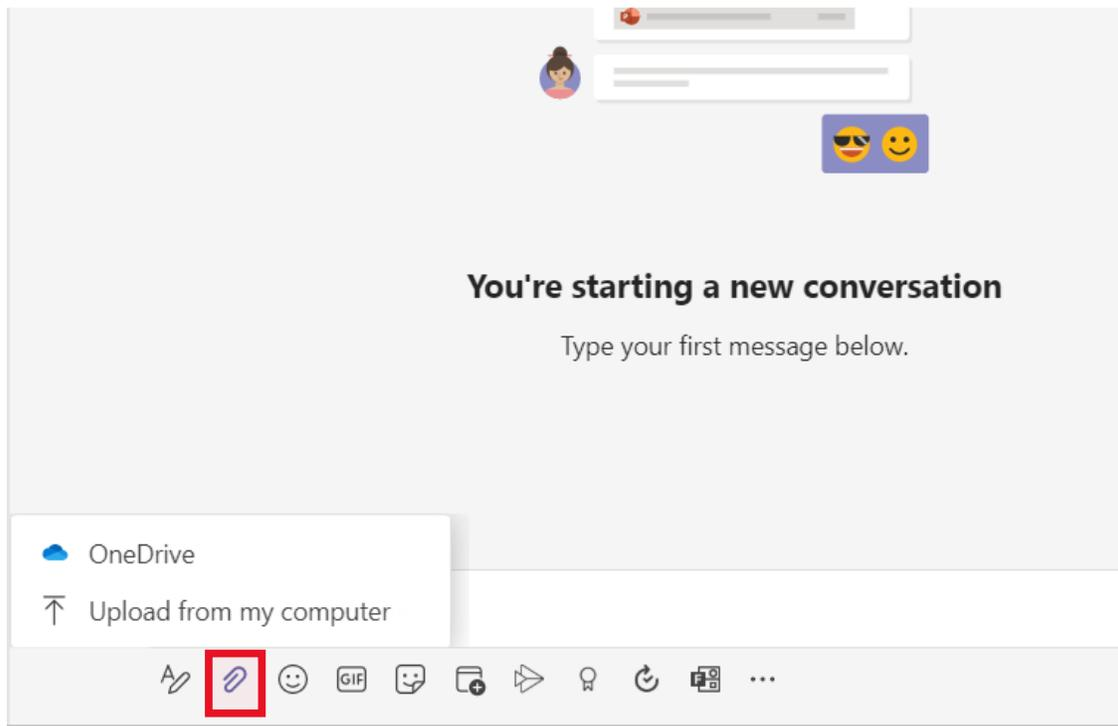 You're starting a new conversation
Type your first message below.
OneDrive
Upload from my computer
GIF